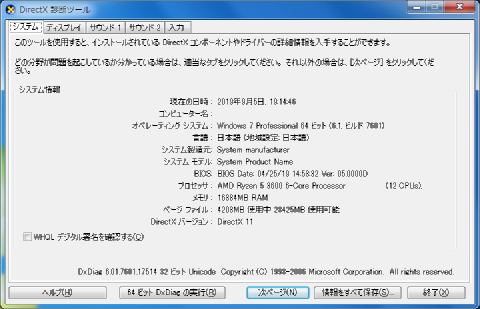 DirectX 診断ツール
システム ディスプレイ サウンド 1 サウンド 2 入力
このツールを使用すると、インストールされている DirectX コンポーネントやドライバーの詳細情報を入手することができます。
どの分野が問題を起こしているか分かっている場合は、適当なタブをクリックしてください。それ以外の場合は、[次ページ] をクリックしてくだ
さい。
システム情報
現在の日時: 2019年9月5日, 19:14:46
コンピューター名:
オペレーティング システム: Windows 7 Professional 64 ビット (6.1, ビルド 7601)
言語: 日本語 (地域設定: 日本語)
システム製造元: System manufacturer
システム モデル: System Product Name
BIOS: BIOS Date: 04/25/19 14:58:32 Ver: 05.0000D
プロセッサ: AMD Ryzen 5 3600 6-Core Processor (12 CPUs),
メモリ: 16384MB RAM
ページ ファイル: 4208MB 使用中 28425MB 使用可能
DirectX バージョン: DirectX 11
WHQL デジタル署名を確認する(C)
DxDiag 6.01.7601.17514 32 ビット Unicode Copyright (C) 1998-2006 Microsoft Corporation. All rights reserved.
ヘルプ(H) 64 ビット DxDiag の実行(R) 次ページ(N) 情報をすべて保存(S)... 終了(X)